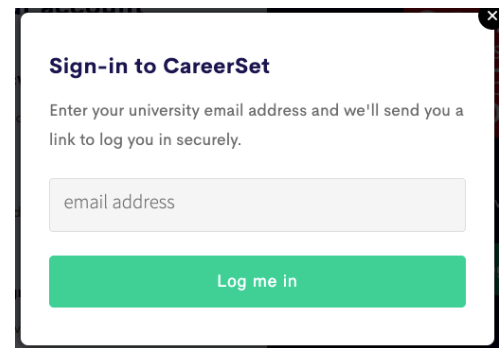 Sign-in to CareerSet
Enter your university email address and we'll send you a
link to log you in securely.
email address
Log me in